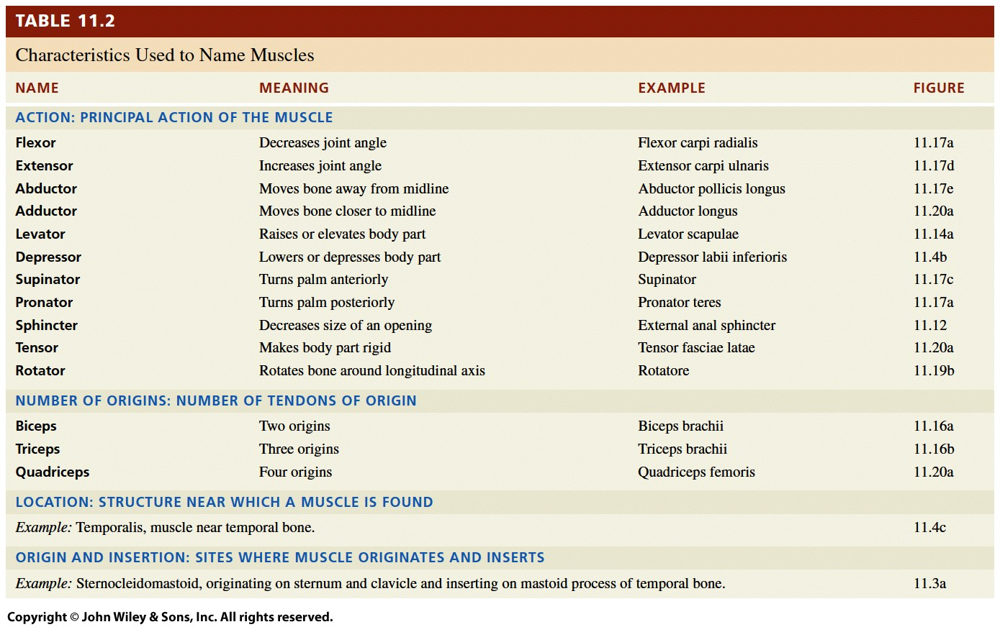 TABLE 11.2
Characteristics Used to Name Muscles
NAME MEANING EXAMPLE FIGURE
ACTION: PRINCIPAL ACTION OF THE MUSCLE
Flexor Decreases joint angle Flexor carpi radialis 11.17a
Extensor Increases joint angle Extensor carpi ulnaris 11.17d
Abductor Moves bone away from midline Abductor pollicis longus 11.17e
Adductor Moves bone closer to midline Adductor longus 11.20a
Levator Raises or elevates body part Levator scapulae 11.14a
Depressor Lowers or depresses body part Depressor labii inferioris 11.4b
Supinator Turns palm anteriorly Supinator 11.17c
Pronator Turns palm posteriorly Pronator teres 11.17a
Sphincter Decreases size of an opening External anal sphincter 11.12
Tensor Makes body part rigid Tensor fasciae latae 11.20a
Rotator Rotates bone around longitudinal axis Rotatore 11.19b
NUMBER OF ORIGINS: NUMBER OF TENDONS OF ORIGIN
Biceps Two origins Biceps brachii 11.16a
Triceps Three origins Triceps brachii 11.16b
Quadriceps Four origins Quadriceps femoris 11.20a
LOCATION: STRUCTURE NEAR WHICH A MUSCLE IS FOUND
Example: Temporalis, muscle near temporal bone. 11.4c
ORIGIN AND INSERTION: SITES WHERE MUSCLE ORIGINATES AND INSERTS
Example: Sternocleidomastoid, originating on sternum and clavicle and inserting on mastoid process of temporal bone. 11.3a
Copyright © John Wiley & Sons, Inc. All rights reserved.